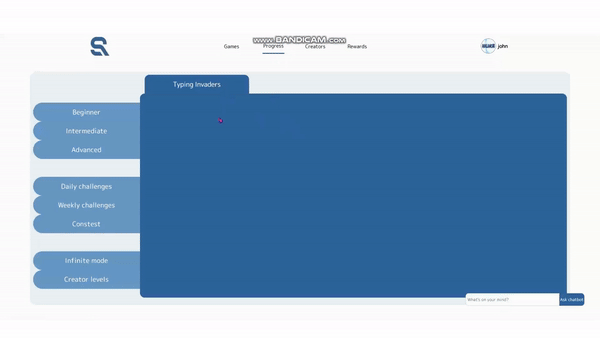 www.BANDICAM.com
Games
Progress
Creators
Rewards
john
Typing Invaders
Beginner
Intermediate
Advanced
Daily challenges
Weekly challenges
Constest
Infinite mode
Creator levels
What's on your mind?
Ask chatbot